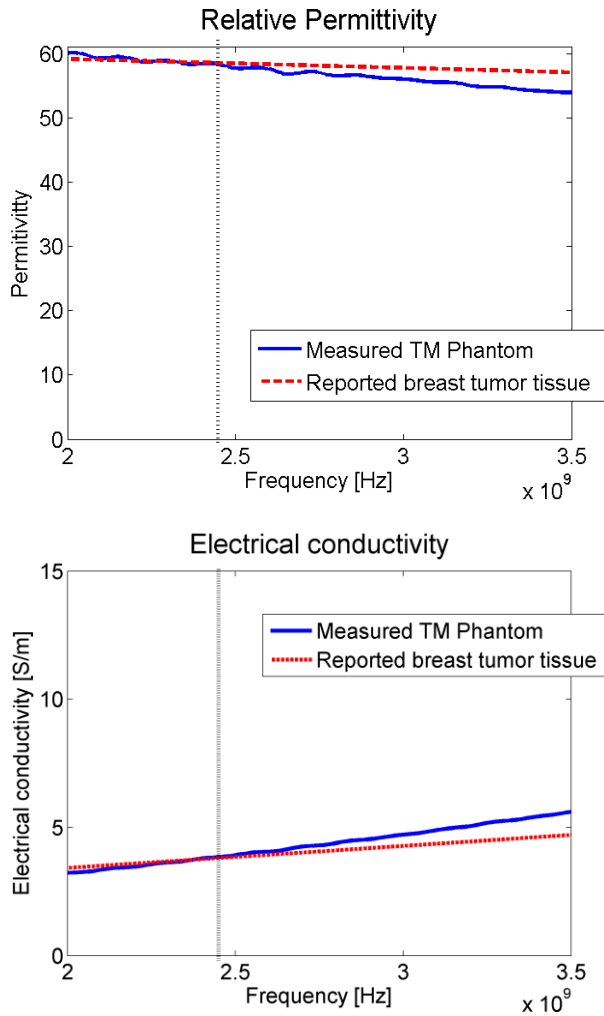 Relative Permittivity
60
50
40
30
20
10
0
Permitivitty
Measured TM Phantom
Reported breast tumor tissue
2
2.5
3
3.5
Frequency [Hz]
x 10^9
Electrical conductivity
15
10
5
0
Electrical conductivity [S/m]
Measured TM Phantom
Reported breast tumor tissue
2
2.5
3
3.5
Frequency [Hz]
x 10^9